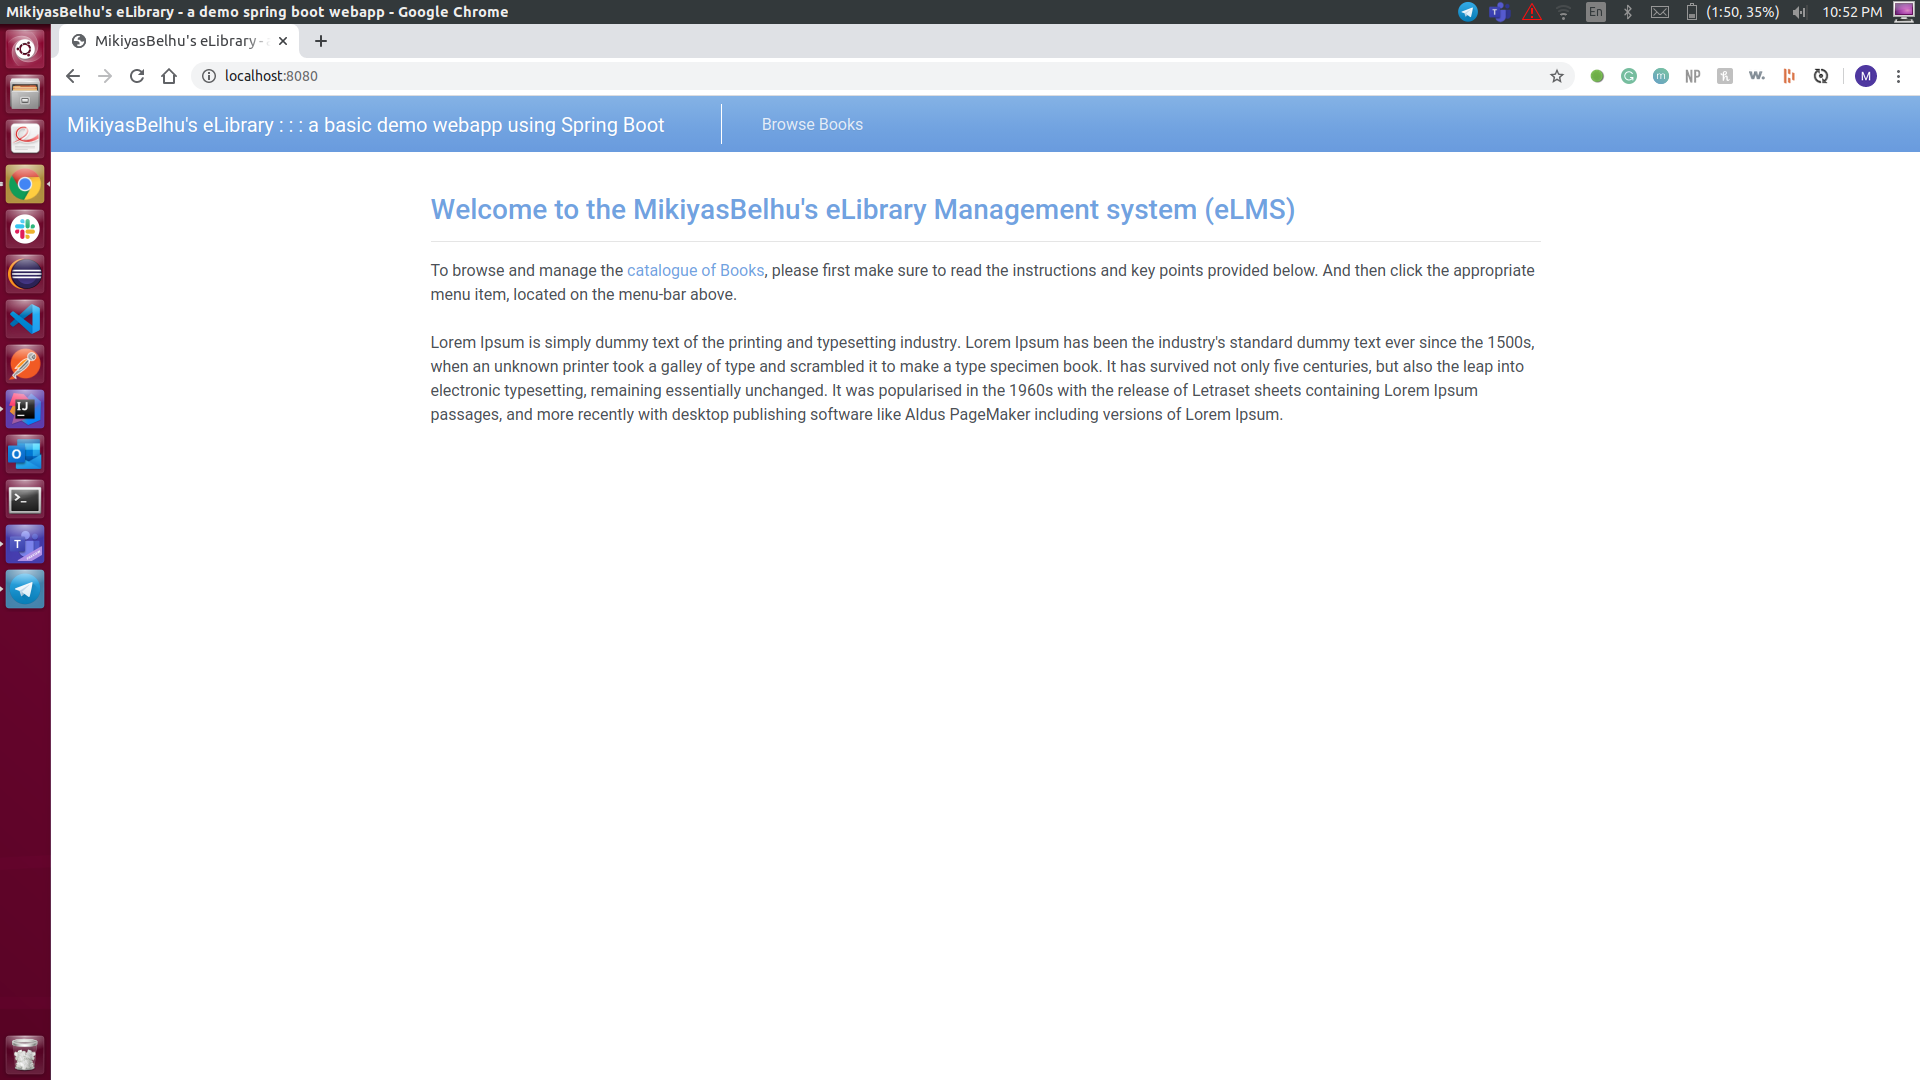 MikiyasBelhu's eLibrary - a demo spring boot webapp - Google Chrome
En
(1:50, 35%)
10:52 PM
MikiyasBelhu's eLibrary -
localhost:8080
NP
w.
M
MikiyasBelhu's eLibrary : : : a basic demo webapp using Spring Boot
Browse Books
Welcome to the MikiyasBelhu's eLibrary Management system (eLMS)
To browse and manage the catalogue of Books, please first make sure to read the instructions and key points provided below. And then click the appropriate
menu item, located on the menu-bar above.
Lorem Ipsum is simply dummy text of the printing and typesetting industry. Lorem Ipsum has been the industry's standard dummy text ever since the 1500s,
when an unknown printer took a galley of type and scrambled it to make a type specimen book. It has survived not only five centuries, but also the leap into
electronic typesetting, remaining essentially unchanged. It was popularised in the 1960s with the release of Letraset sheets containing Lorem Ipsum
passages, and more recently with desktop publishing software like Aldus PageMaker including versions of Lorem Ipsum.
IJ
O
>_
T